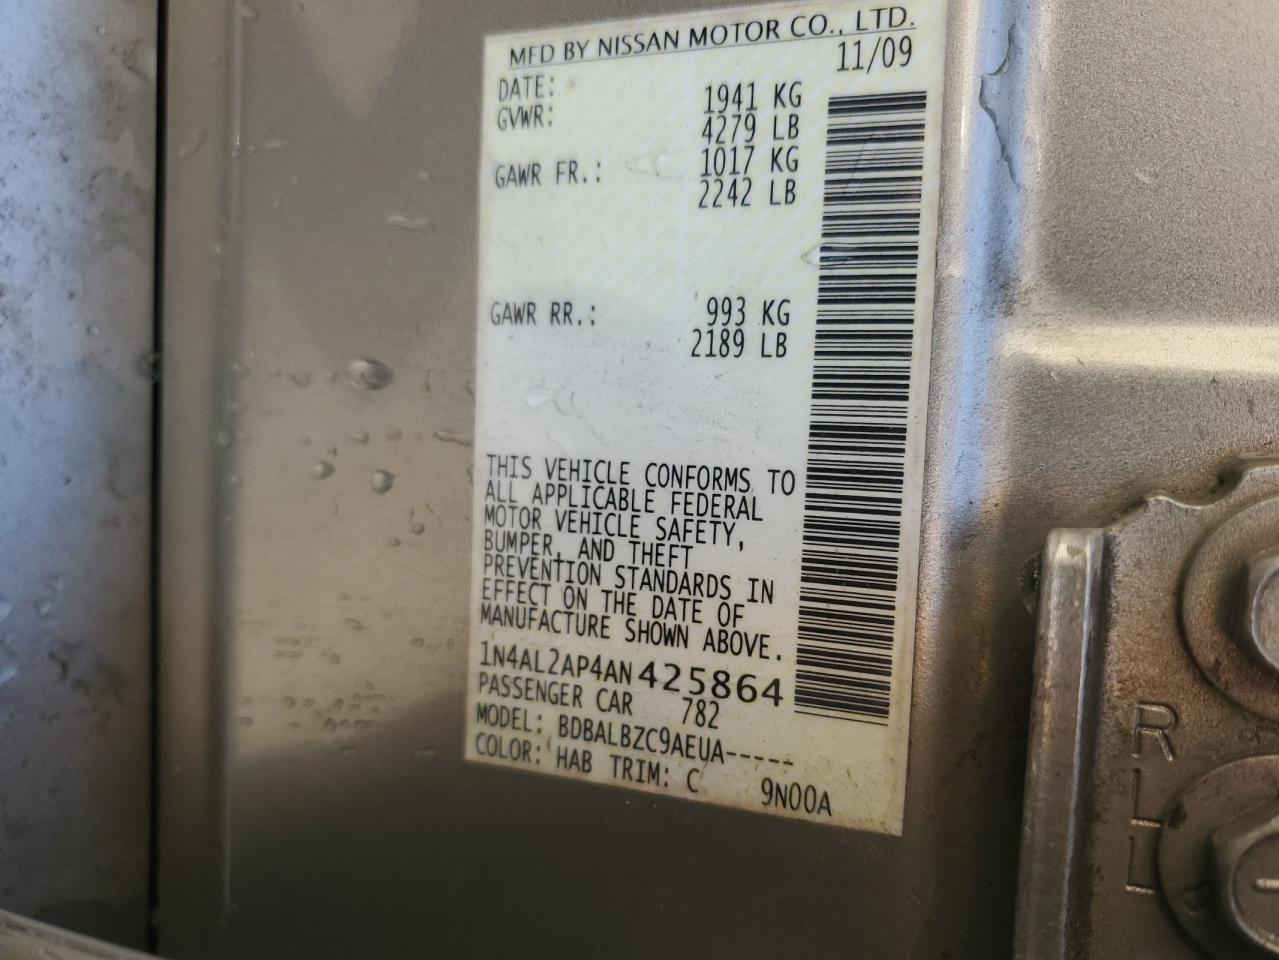 MFD BY NISSAN MOTOR CO., LTD.
DATE: 11/09
GVWR: 1941 KG
4279 LB
GAWR FR.: 1017 KG
2242 LB
GAWR RR.: 993 KG
2189 LB
THIS VEHICLE CONFORMS TO
ALL APPLICABLE FEDERAL
MOTOR VEHICLE SAFETY,
BUMPER, AND THEFT
PREVENTION STANDARDS IN
EFFECT ON THE DATE OF
MANUFACTURE SHOWN ABOVE.
1N4AL2AP4AN425864
PASSENGER CAR 782
MODEL: BDBALBZC9AEUA-----
COLOR: HAB TRIM: C 9N00A
RLL